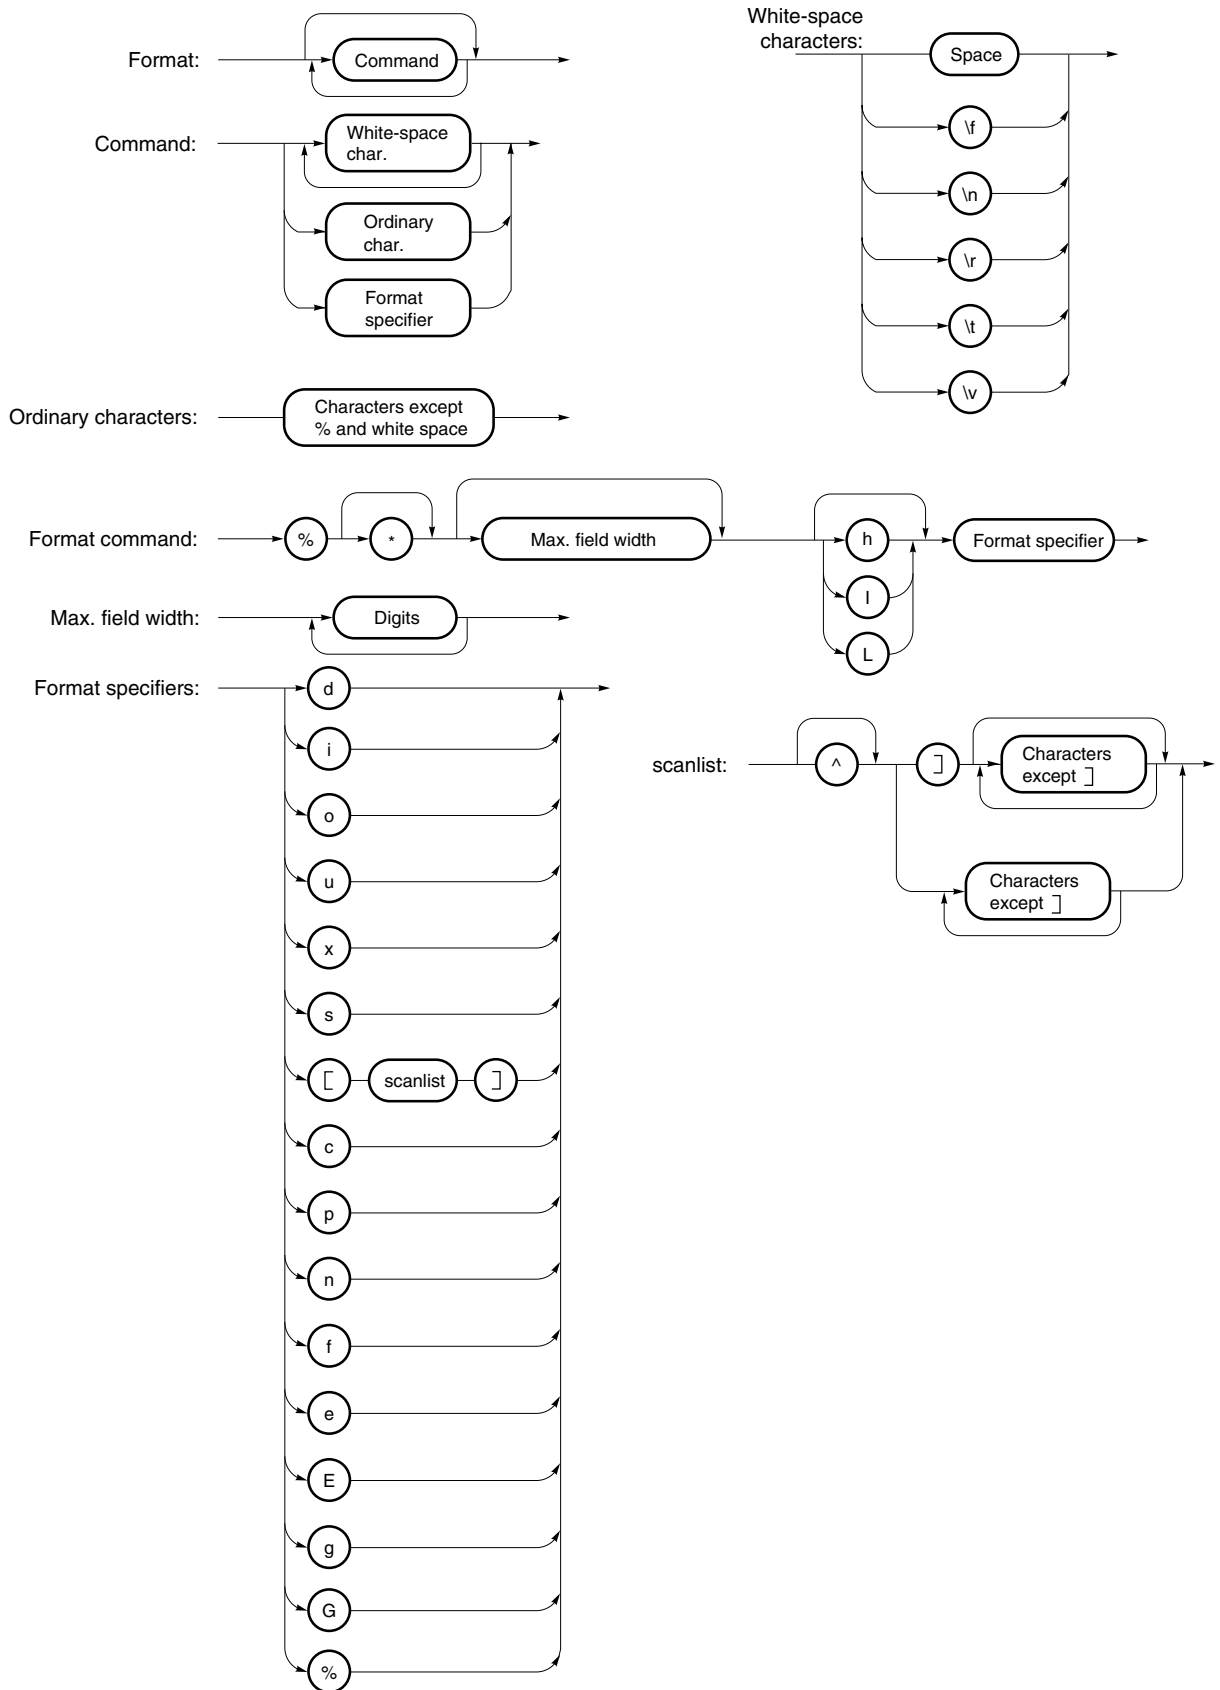 Format:
Command
Command:
White-space
char.
Ordinary
char.
Format
specifier
White-space
characters:
Space
\f
\n
\r
\t
\v
Ordinary characters:
Characters except
% and white space
Format command:
%
*
Max. field width
h
l
L
Format specifier
Max. field width:
Digits
Format specifiers:
d
i
o
u
x
s
[
scanlist
]
c
p
n
f
e
E
g
G
%
scanlist:
^
]
Characters
except ]
Characters
except ]